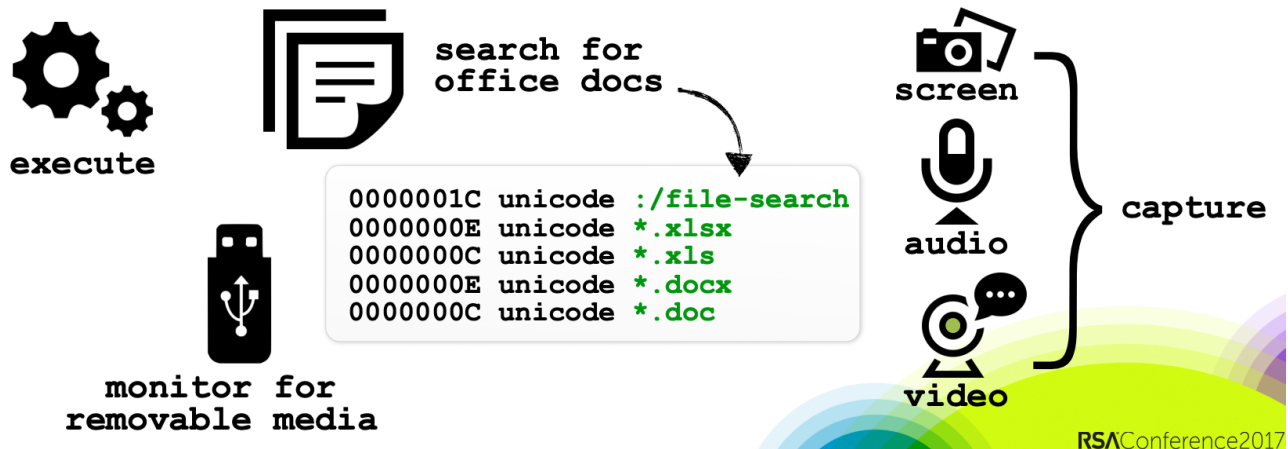 execute
search for
office docs
0000001C unicode :/file-search
0000000E unicode *.xlsx
0000000C unicode *.xls
0000000E unicode *.docx
0000000C unicode *.doc
monitor for
removable media
screen
audio
video
capture
RSAConference2017